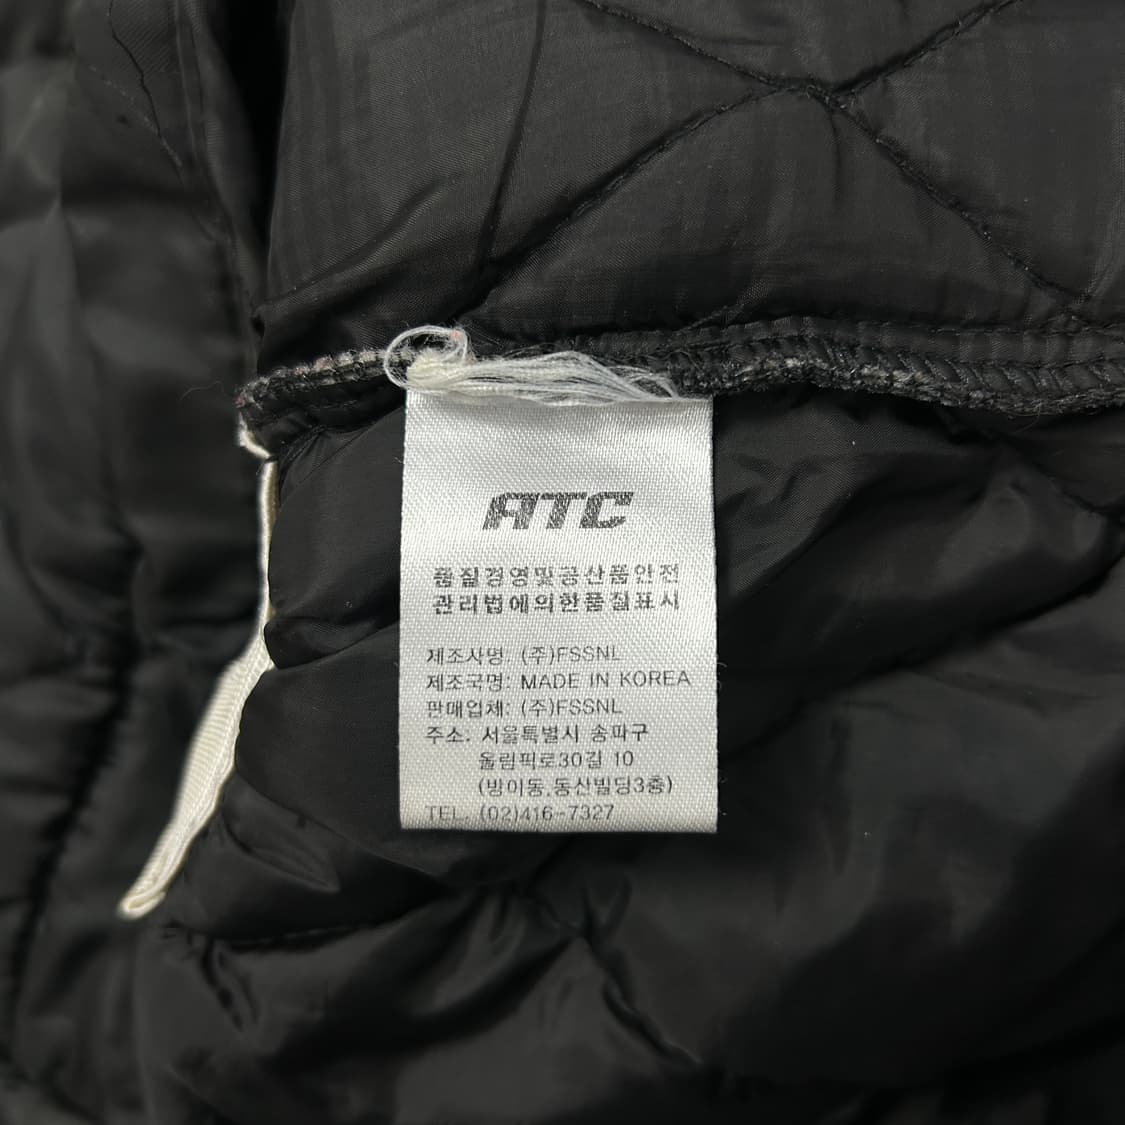 ATC
품질경영및공산품안전
관리법에의한품질표시
제조사명: (주)FSSNL
제조국명: MADE IN KOREA
판매업체: (주)FSSNL
주소: 서울특별시 송파구
올림픽로30길 10
(방이동,동산빌딩3층)
TEL. (02)416-7327